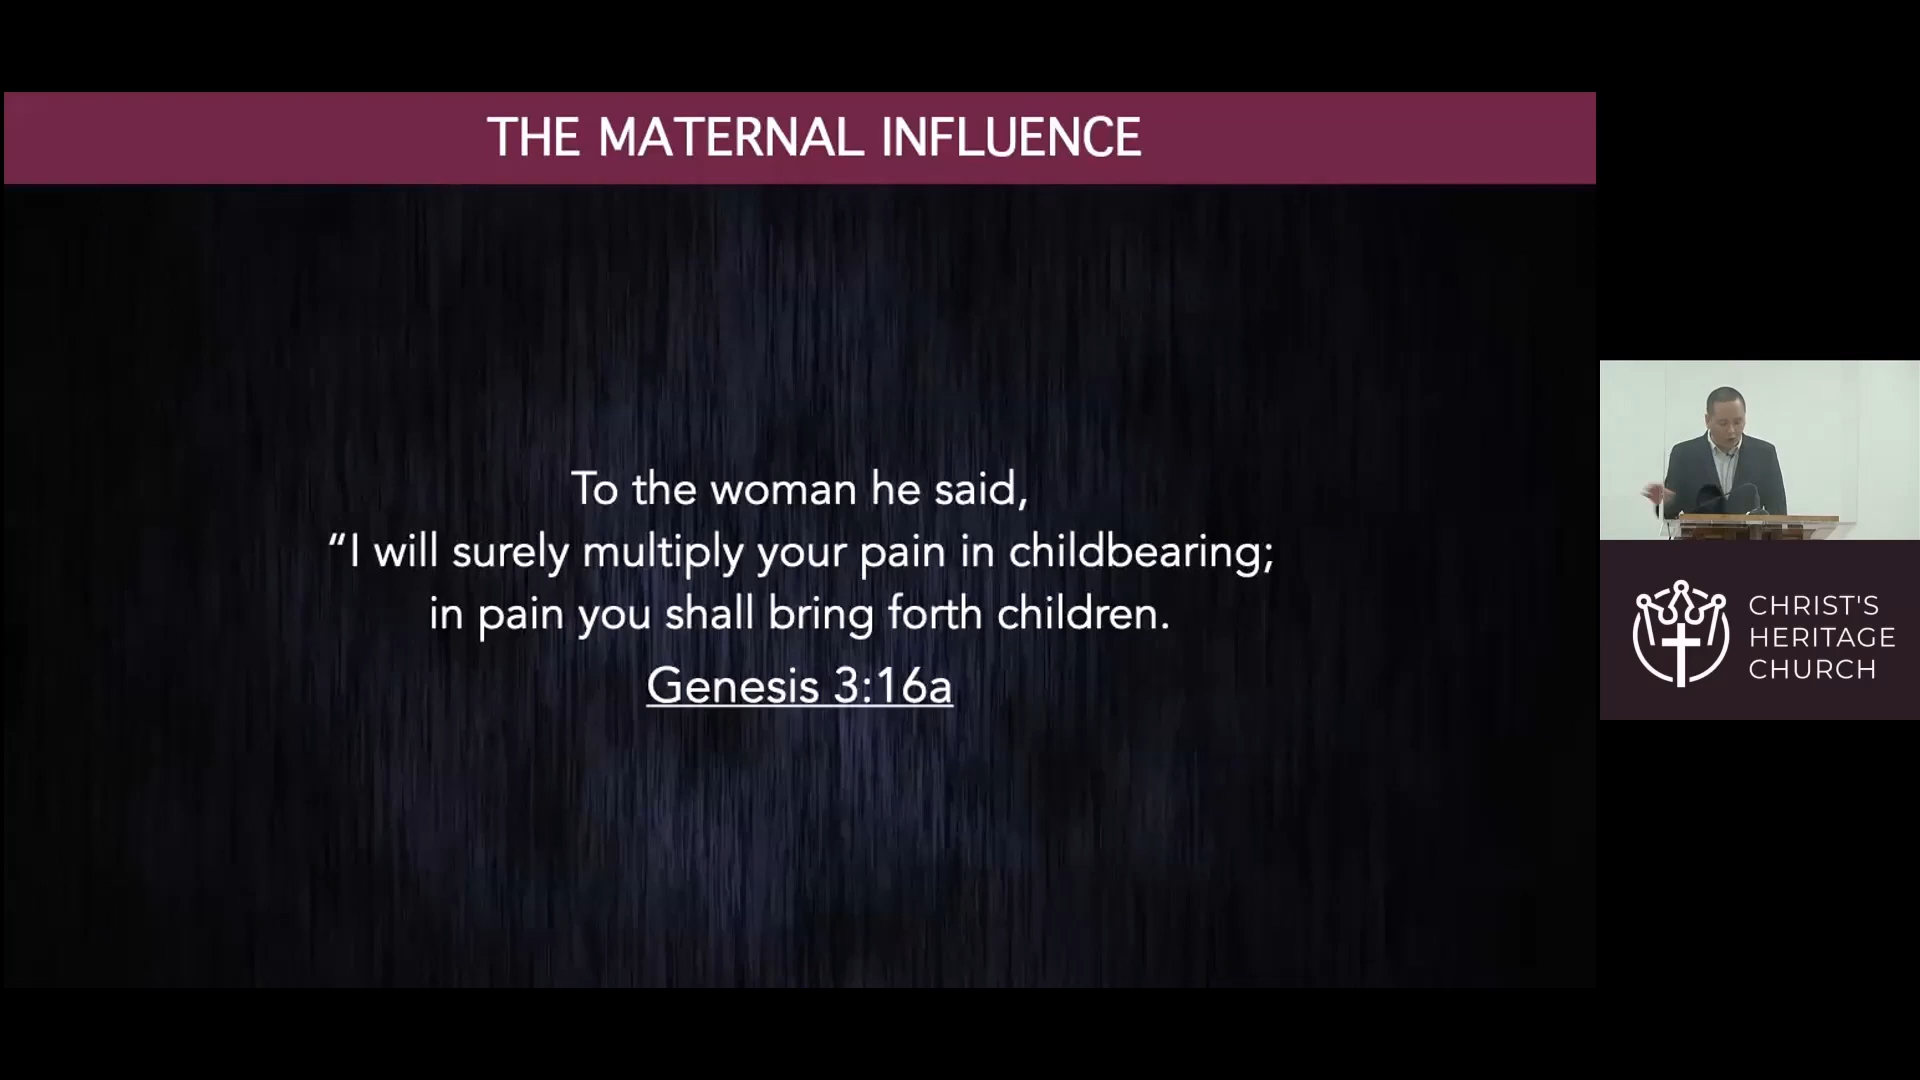 THE MATERNAL INFLUENCE
To the woman he said,
“I will surely multiply your pain in childbearing;
in pain you shall bring forth children.
Genesis 3:16a
CHRIST'S
HERITAGE
CHURCH